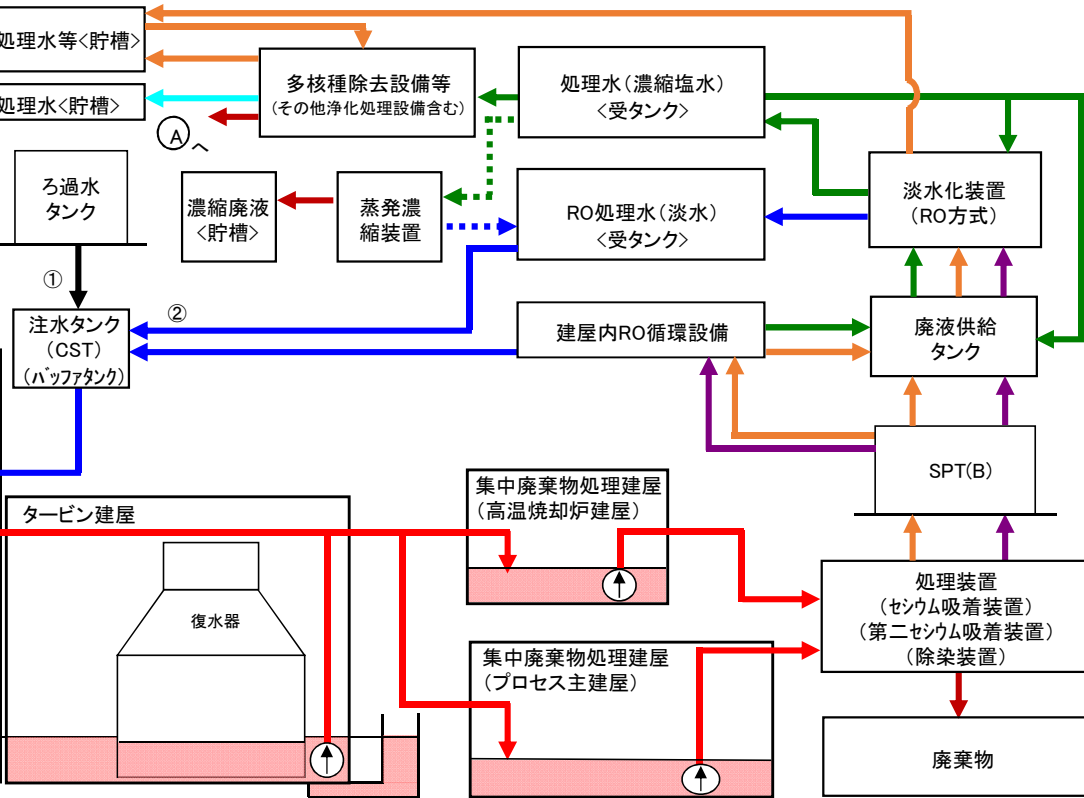 処理水等<貯槽>
処理水<貯槽>
多核種除去設備等
(その他浄化処理設備含む)
Aへ
処理水(濃縮塩水)
<受タンク>
淡水化装置
(RO方式)
ろ過水
タンク
濃縮廃液
<貯槽>
蒸発濃
縮装置
RO処理水(淡水)
<受タンク>
①
②
注水タンク
(CST)
(バッファタンク)
建屋内RO循環設備
廃液供給
タンク
SPT(B)
タービン建屋
復水器
集中廃棄物処理建屋
(高温焼却炉建屋)
集中廃棄物処理建屋
(プロセス主建屋)
処理装置
(セシウム吸着装置)
(第二セシウム吸着装置)
(除染装置)
廃棄物